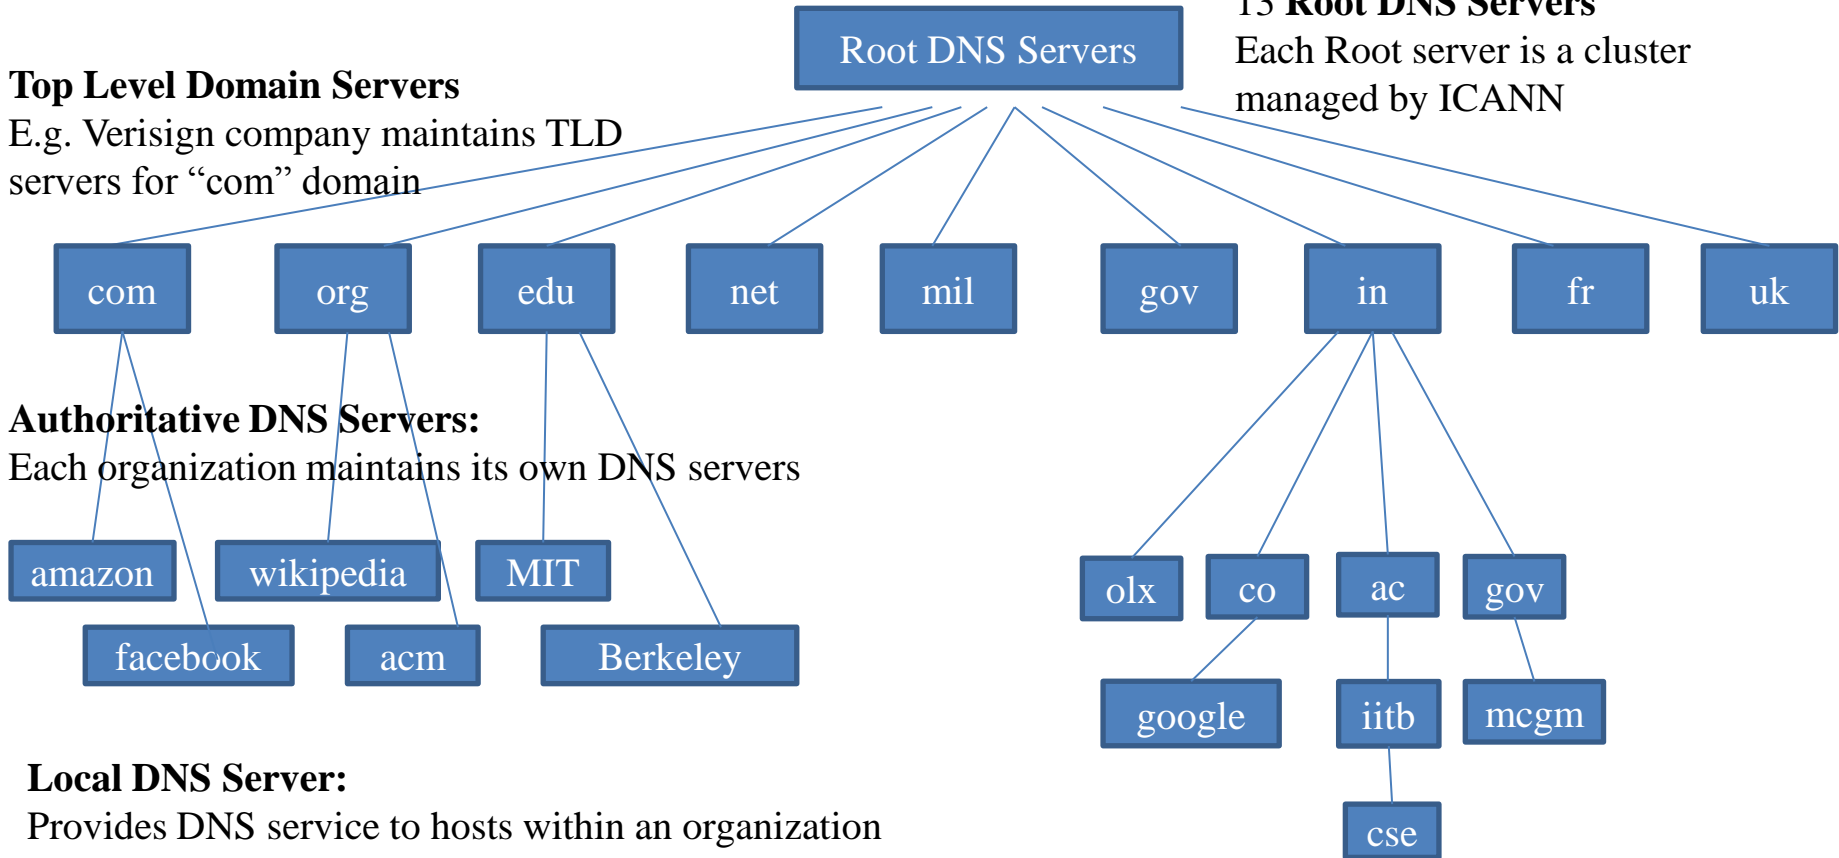 13 Root DNS Servers
Root DNS Servers
Each Root server is a cluster
managed by ICANN
Top Level Domain Servers
E.g. Verisign company maintains TLD
servers for “com” domain
com org edu net mil gov in fr uk
Authoritative DNS Servers:
Each organization maintains its own DNS servers
amazon wikipedia MIT
olx co ac gov
facebook acm Berkeley
google iitb mcgm
Local DNS Server:
Provides DNS service to hosts within an organization
cse